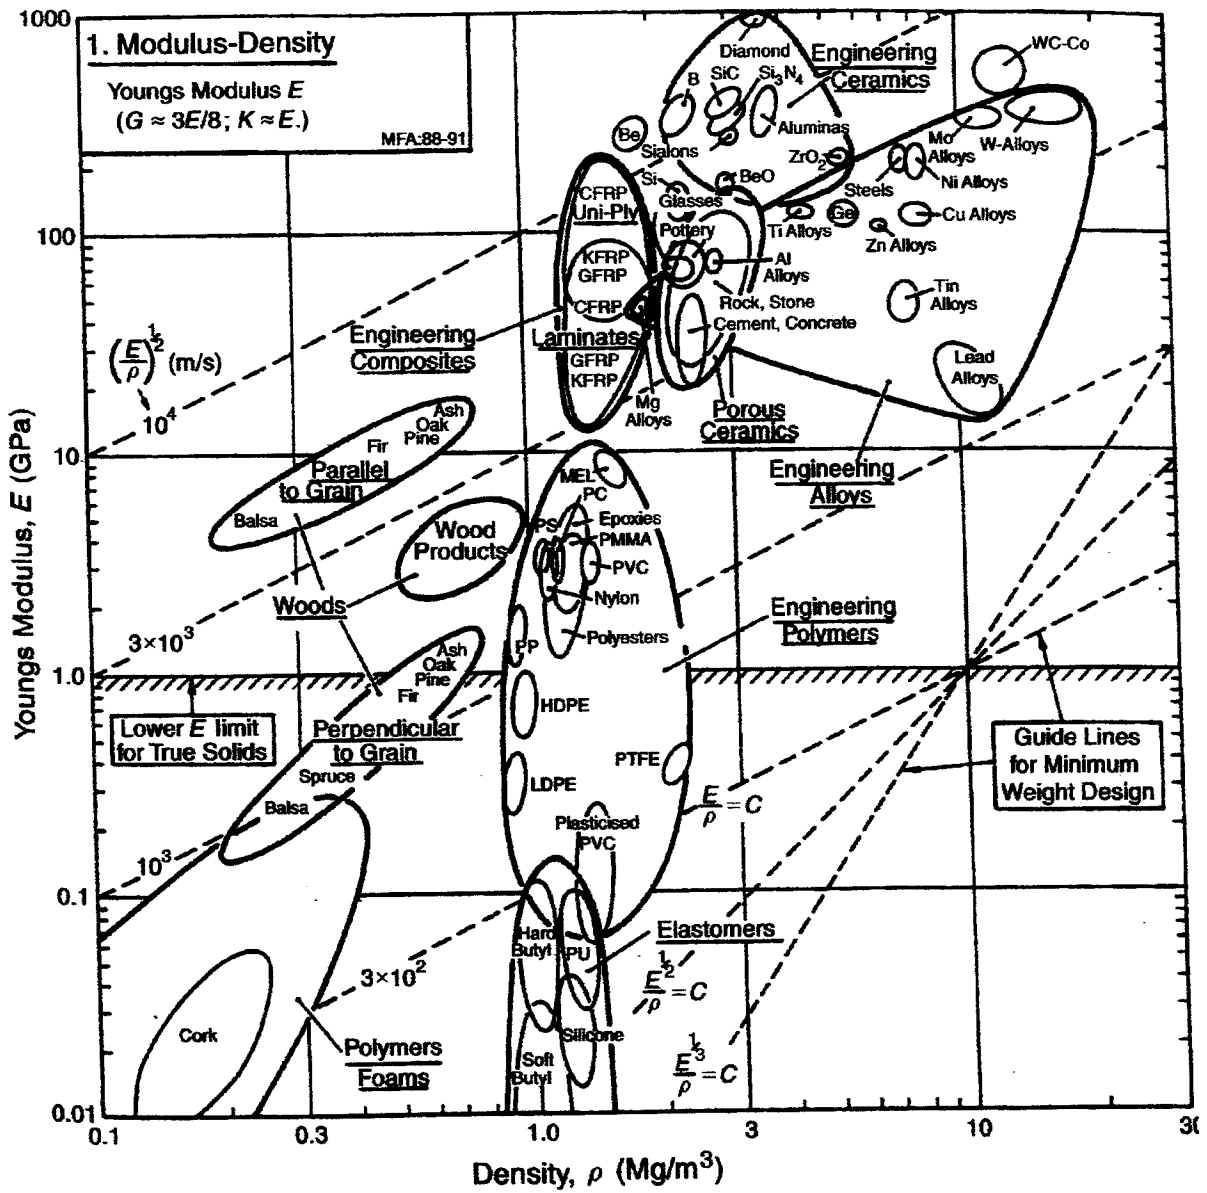 1000
1. Modulus-Density
Youngs Modulus E
(G ≈ 3E/8; K ≈ E.)
MFA:88-91
Diamond
Engineering
Ceramics
WC-Co
B
SiC
Si3N4
Be
Aluminas
Sialons
ZrO2
Mo
Alloys
W-Alloys
Si
BeO
Steels
Ni Alloys
CFRP
Uni-Ply
Glasses
Pottery
Ti Alloys
Ge
Cu Alloys
Zn Alloys
100
KFRP
GFRP
Al
Alloys
CFRP
Rock, Stone
Tin
Alloys
Cement, Concrete
Laminates
Engineering
Composites
GFRP
KFRP
Lead
Alloys
(E/ρ)^1/2 (m/s)
10^4
Mg
Alloys
Porous
Ceramics
Ash
Oak
Pine
Fir
Parallel
to Grain
Balsa
10
Engineering
Alloys
MEL
PC
PS
Epoxies
PMMA
PVC
Wood
Products
Nylon
Woods
Engineering
Polymers
Polyesters
3×10^3
PP
Ash
Oak
Pine
Fir
1.0
Lower E limit
for True Solids
Perpendicular
to Grain
HDPE
Guide Lines
for Minimum
Weight Design
PTFE
LDPE
Spruce
Balsa
E/ρ = C
Plasticised
PVC
10^3
0.1
Hard
Butyl
PU
Elastomers
3×10^2
E^1/2/ρ = C
Cork
Silicone
Polymers
Foams
Soft
Butyl
E^1/3/ρ = C
0.01
0.1
0.3
1.0
3
10
Youngs Modulus, E (GPa)
Density, ρ (Mg/m^3)